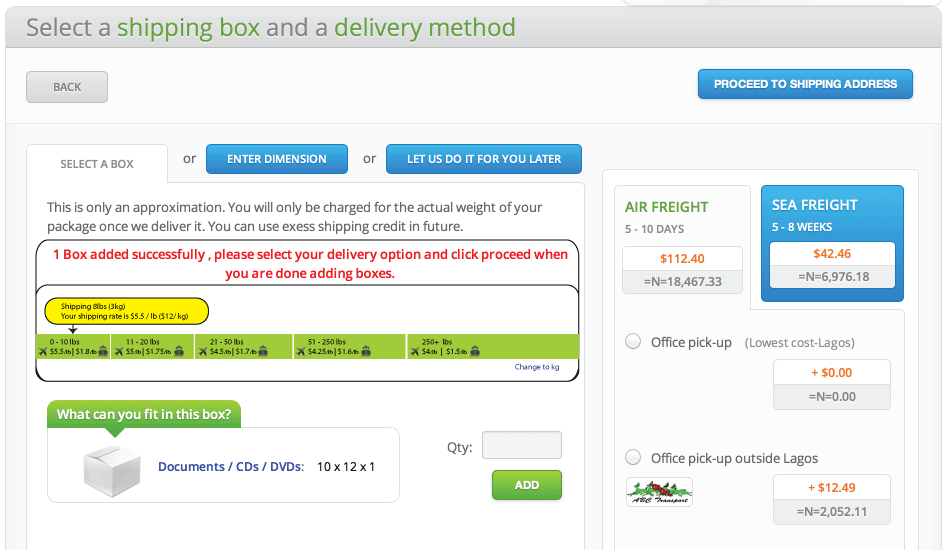 Select a shipping box and a delivery method
BACK
PROCEED TO SHIPPING ADDRESS
SELECT A BOX
or
ENTER DIMENSION
or
LET US DO IT FOR YOU LATER
This is only an approximation. You will only be charged for the actual weight of your
package once we deliver it. You can use exess shipping credit in future.
1 Box added successfully , please select your delivery option and click proceed when
you are done adding boxes.
Shipping 8lbs (3kg)
Your shipping rate is $5.5 / lb ($12/ kg)
0 - 10 lbs
$5.5/lb | $1.8/lb
11 - 20 lbs
$5/lb | $1.75/lb
21 - 50 lbs
$4.5/lb | $1.7/lb
51 - 250 lbs
$4.25/lb | $1.6/lb
250+ lbs
$4/lb | $1.5/lb
Change to kg
What can you fit in this box?
Documents / CDs / DVDs: 10 x 12 x 1
Qty:
ADD
AIR FREIGHT
5 - 10 DAYS
$112.40
=N=18,467.33
SEA FREIGHT
5 - 8 WEEKS
$42.46
=N=6,976.18
Office pick-up (Lowest cost-Lagos)
+ $0.00
=N=0.00
Office pick-up outside Lagos
ABC Transport
+ $12.49
=N=2,052.11